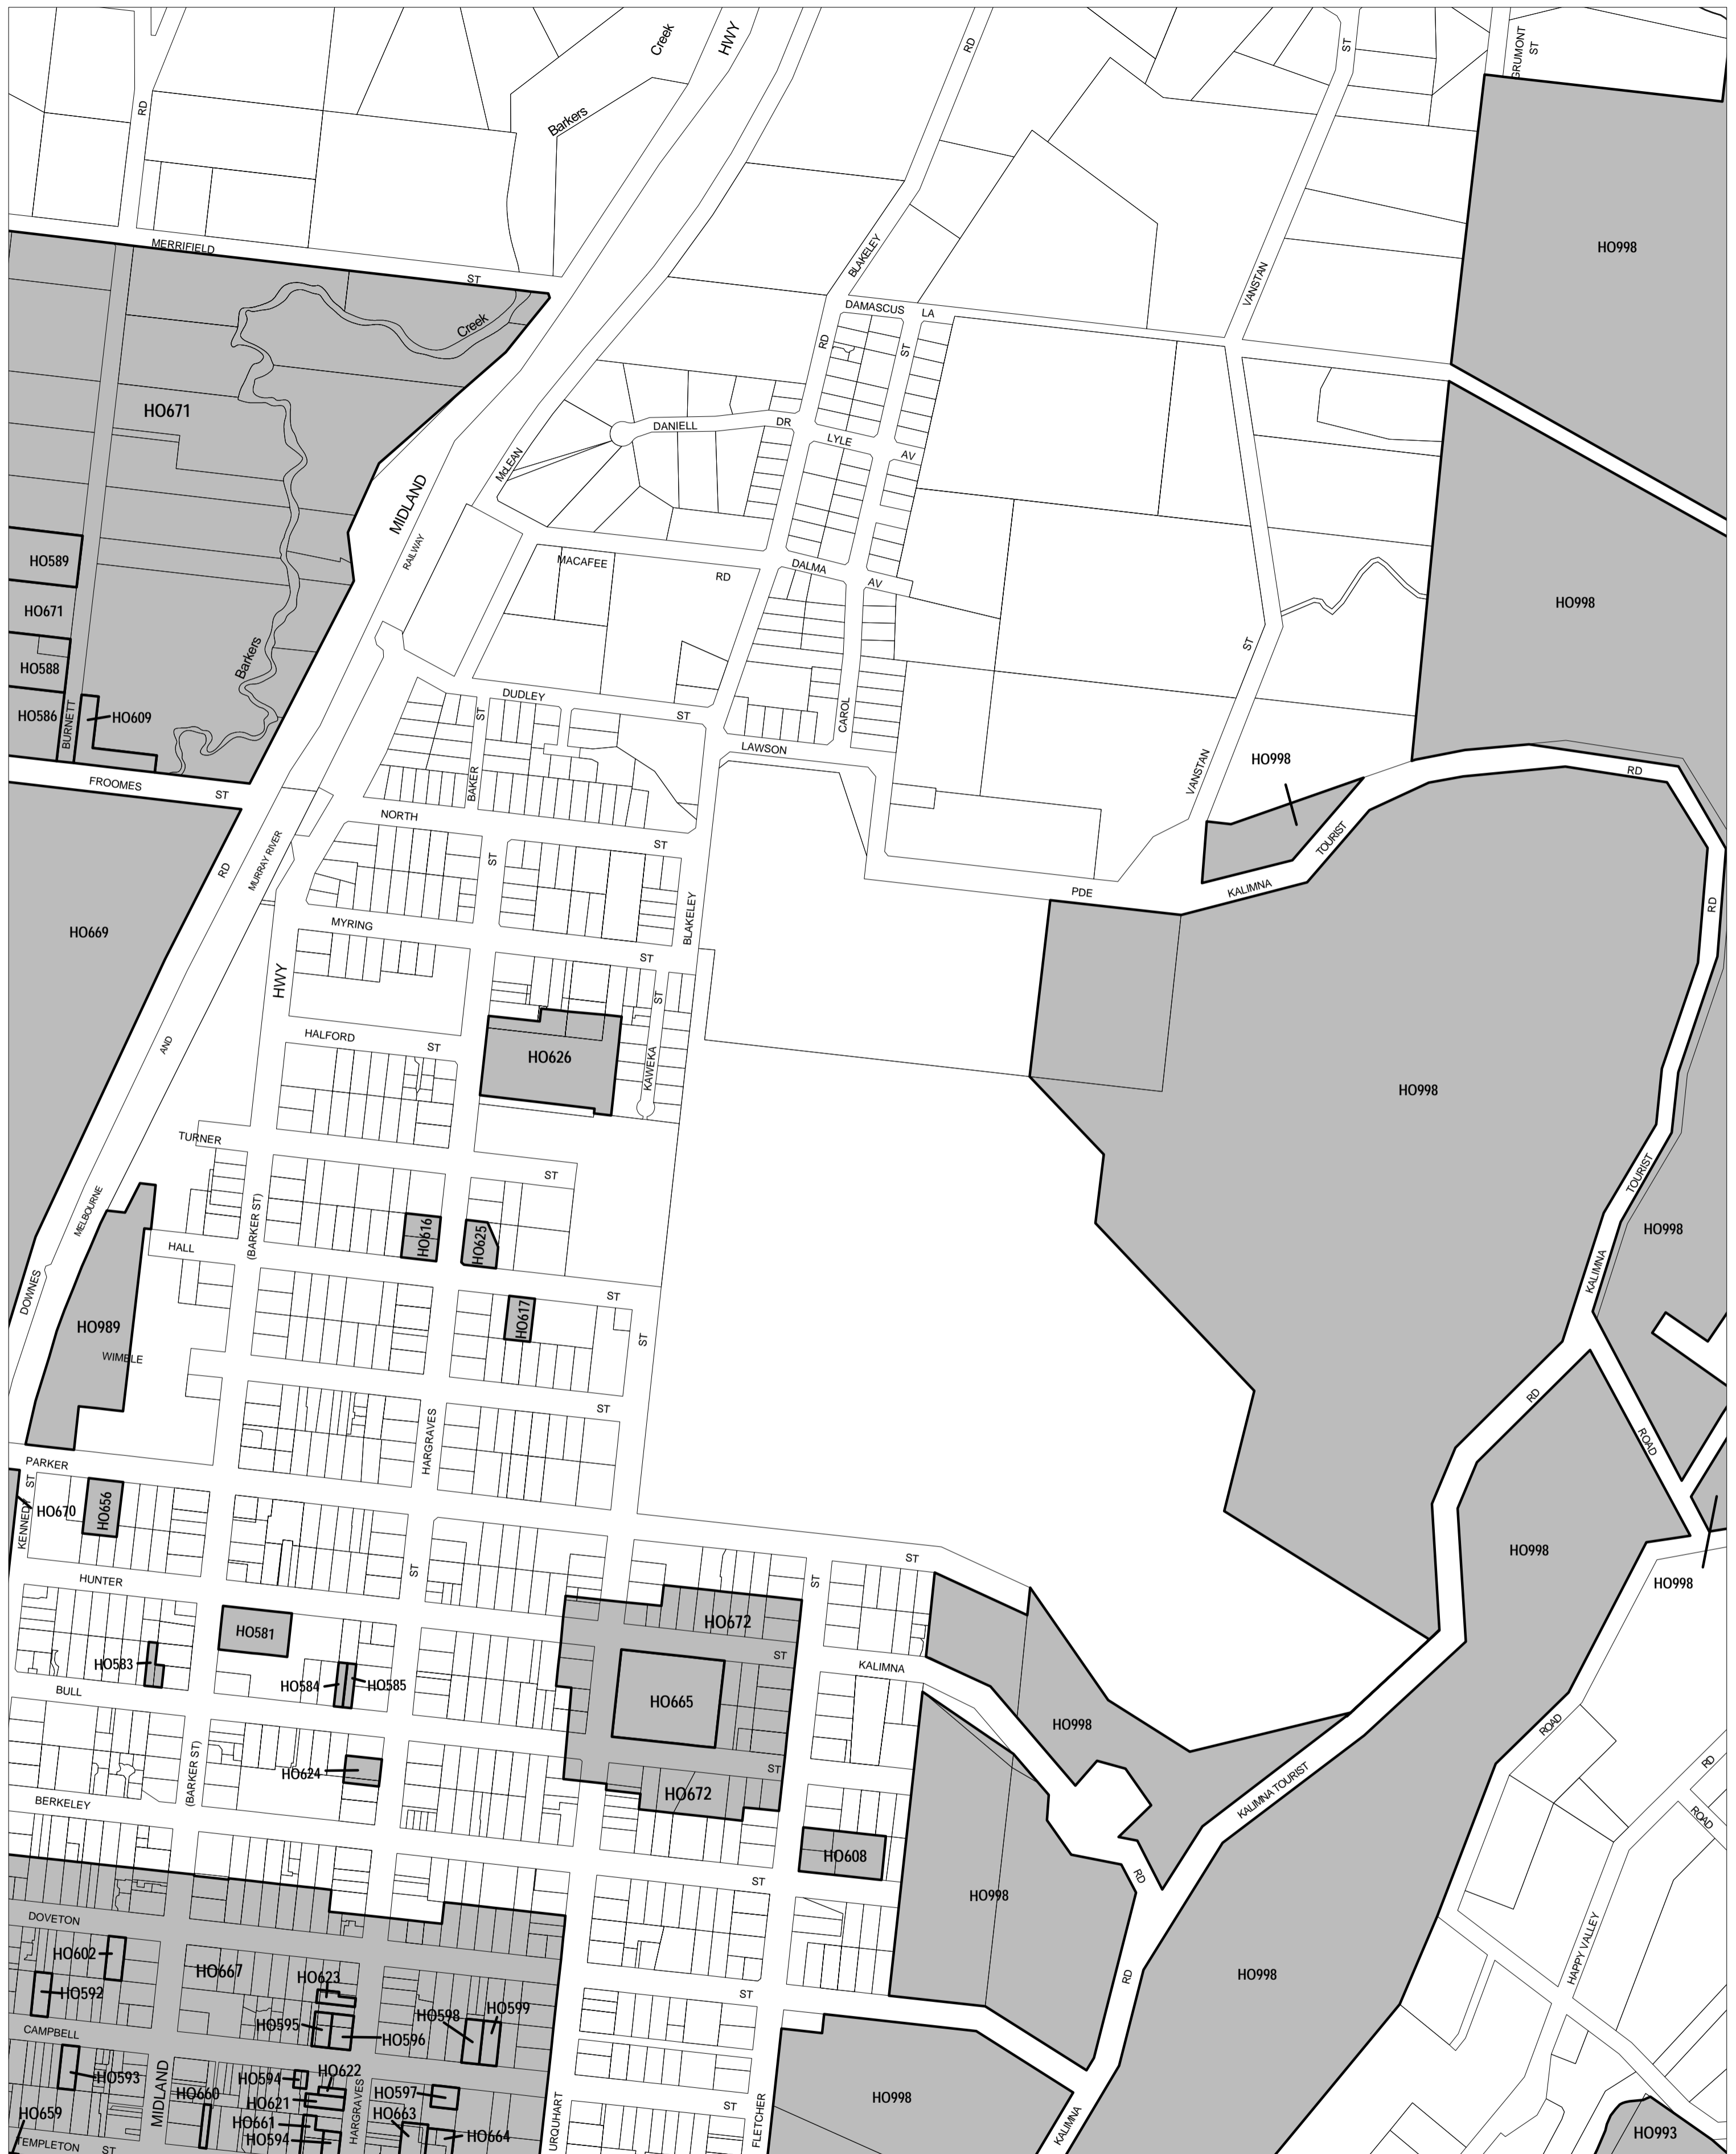 Creek
HWY
RD
ST
GRUMONT
ST
RD
Barkers
MERRIFIELD
ST
HO998
BLAKELEY
VANSTAN
Creek
DAMASCUS
LA
RD
ST
HO671
DANIELL
DR
LYLE
AV
McLEAN
MIDLAND
RAILWAY
HO589
MACAFEE
RD
DALMA
AV
HO998
HO671
Barkers
HO588
ST
HO586
BURNETT
HO609
DUDLEY
ST
ST
CAROL
LAWSON
HO998
VANSTAN
RD
FROOMES
ST
BAKER
NORTH
ST
TOURIST
RD
MURRAY RIVER
ST
KALIMNA
PDE
RD
HO669
MYRING
BLAKELEY
ST
HWY
ST
HALFORD
ST
HO626
KAWEKA
AND
HO998
TURNER
ST
TOURIST
MELBOURNE
(BARKER ST)
HO616
HO625
HO998
HALL
KALIMNA
DOWNES
ST
HO617
HO989
ST
WIMBLE
RD
ST
HARGRAVES
ROAD
PARKER
ST
HO670
HO656
KENNEDY
HO998
ST
ST
ST
HUNTER
HO998
HO672
HO581
ST
HO583
KALIMNA
HO584
HO585
BULL
HO665
HO998
ROAD
ST
HO624
(BARKER ST)
RD
HO672
KALIMNA TOURIST
BERKELEY
ROAD
HO608
RD
ST
HO998
DOVETON
HO602
HO667
HO623
HO592
HO598
HO599
HO998
RD
HAPPY VALLEY
ST
HO595
HO596
CAMPBELL
HO593
HO594
HO622
HO660
HO597
HO621
HO998
MIDLAND
HARGRAVES
ST
HO659
HO661
HO663
HO594
HO664
URQUHART
FLETCHER
KALIMNA
HO993
TEMPLETON
ST